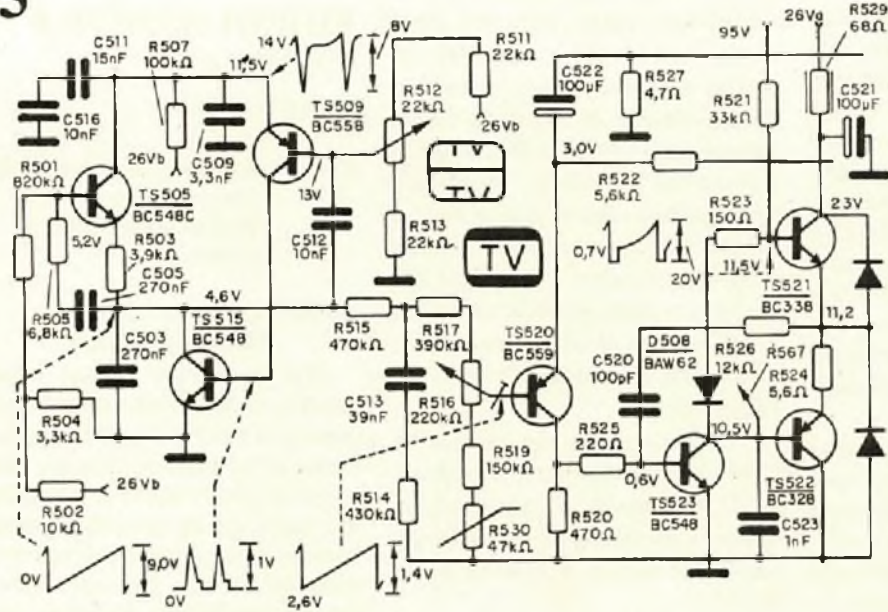 S
C511
15nF
R507
100kΩ
14V
11,5V
8V
R511
22kΩ
95V
26Va
R529
68Ω
C516
10nF
C509
3,3nF
TS509
BC558
R512
22kΩ
26Vb
C522
100µF
R527
4,7Ω
R521
33kΩ
C521
100µF
R501
820kΩ
26Vb
TS505
BC548C
13V
TV
TV
3,0V
R522
5,6kΩ
R523
150Ω
23V
5,2V
R503
3,9kΩ
C512
10nF
R513
22kΩ
TV
0,7V
20V
11,5V
TS521
BC338
C505
270nF
4,6V
R505
6,8kΩ
C503
270nF
TS515
BC548
R515
470kΩ
R517
390kΩ
TS520
BC559
C520
100pF
D508
BAW62
R526
12kΩ
R567
11,2
R524
5,6Ω
R504
3,3kΩ
C513
39nF
R516
220kΩ
R525
220Ω
10,5V
R519
150kΩ
0,6V
TS523
BC548
TS522
BC328
R502
10kΩ
26Vb
R514
430kΩ
R530
47kΩ
R520
470Ω
C523
1nF
0V
9,0V
0V
1V
2,6V
1,4V